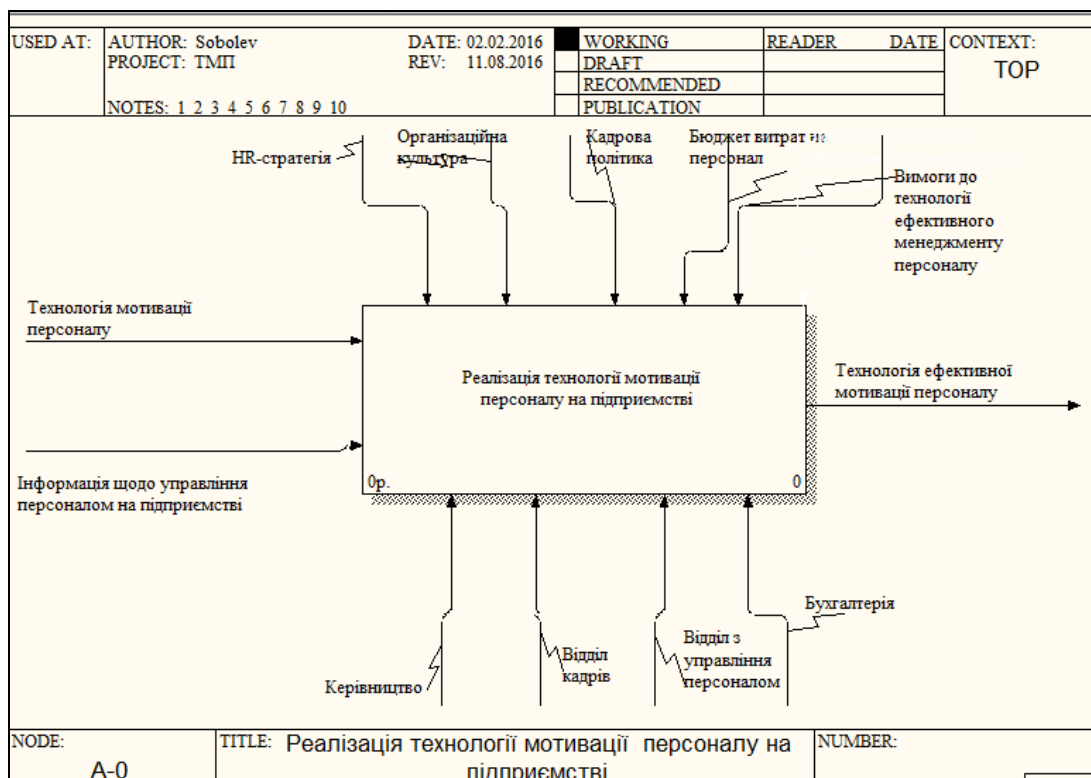 USED AT:
AUTHOR: Sobolev
DATE: 02.02.2016
PROJECT: ТМП
REV: 11.08.2016
NOTES: 1 2 3 4 5 6 7 8 9 10
WORKING
DRAFT
RECOMMENDED
PUBLICATION
READER
DATE
CONTEXT:
TOP
HR-стратегія
Організаційна
культура
Кадрова
політика
Бюджет витрат на
персонал
Вимоги до
технології
ефективного
менеджменту
персоналу
Технологія мотивації
персоналу
Інформація щодо управління
персоналом на підприємстві
Реалізація технології мотивації
персоналу на підприємстві
0р.
0
Технологія ефективної
мотивації персоналу
Керівництво
Відділ
кадрів
Відділ з
управління
персоналом
Бухгалтерія
NODE:
A-0
TITLE: Реалізація технології мотивації персоналу на
підприємстві
NUMBER: